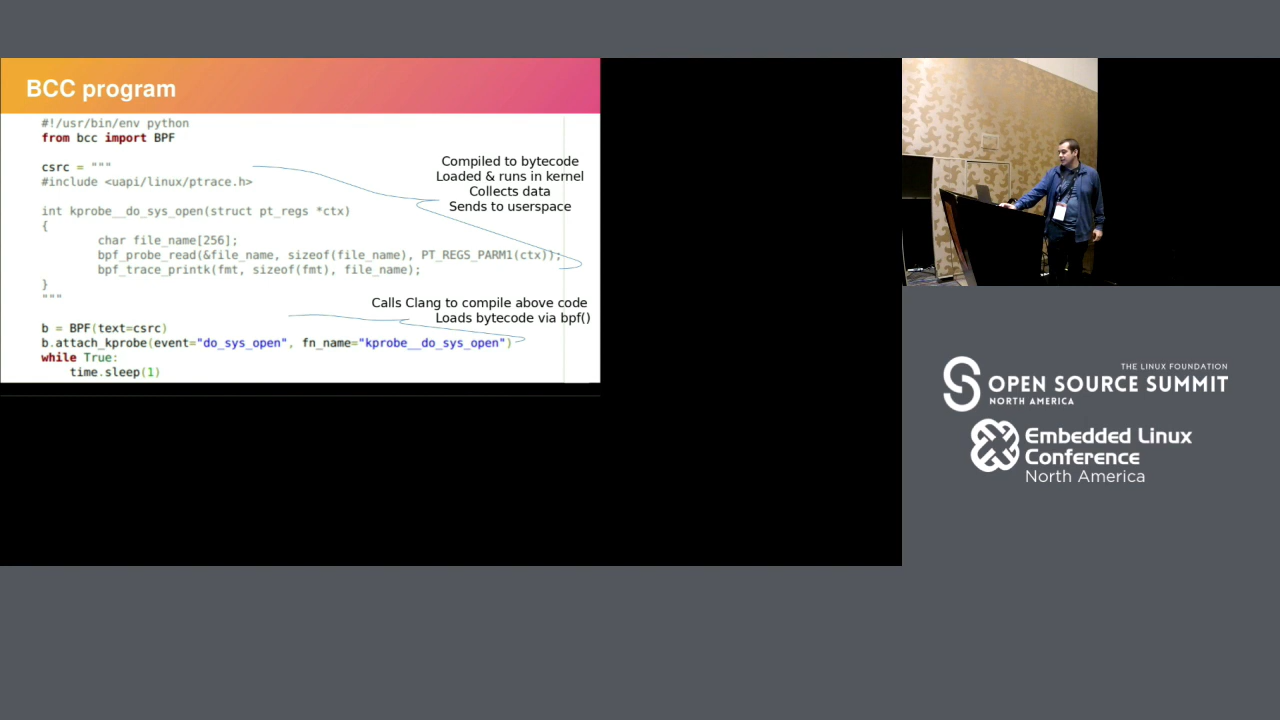 BCC program
#!/usr/bin/env python
from bcc import BPF
csrc = """
#include <uapi/linux/ptrace.h>
int kprobe__do_sys_open(struct pt_regs *ctx)
{
char file_name[256];
bpf_probe_read(&file_name, sizeof(file_name), PT_REGS_PARM1(ctx));
bpf_trace_printk(fmt, sizeof(fmt), file_name);
}
"""
b = BPF(text=csrc)
b.attach_kprobe(event="do_sys_open", fn_name="kprobe__do_sys_open")
while True:
time.sleep(1)
Compiled to bytecode
Loaded & runs in kernel
Collects data
Sends to userspace
Calls Clang to compile above code
Loads bytecode via bpf()
THE LINUX FOUNDATION
OPEN SOURCE SUMMIT
NORTH AMERICA
Embedded Linux
Conference
North America